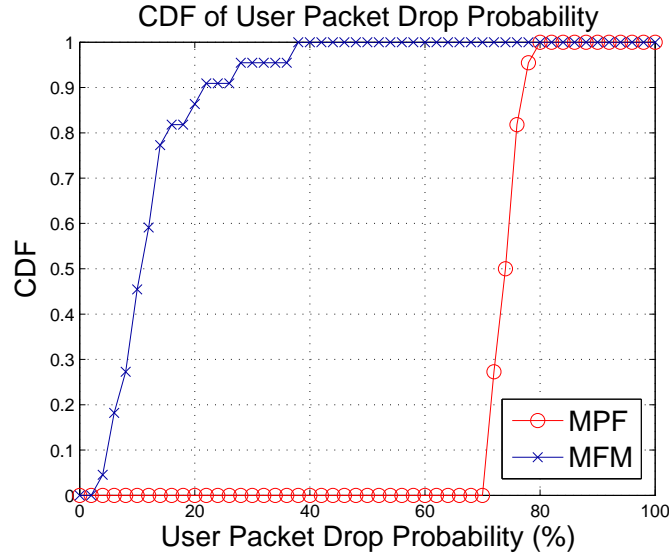 CDF of User Packet Drop Probability
1
0.9
0.8
0.7
0.6
0.5
0.4
0.3
0.2
0.1
0
CDF
MPF
MFM
0 20 40 60 80 100
User Packet Drop Probability (%)